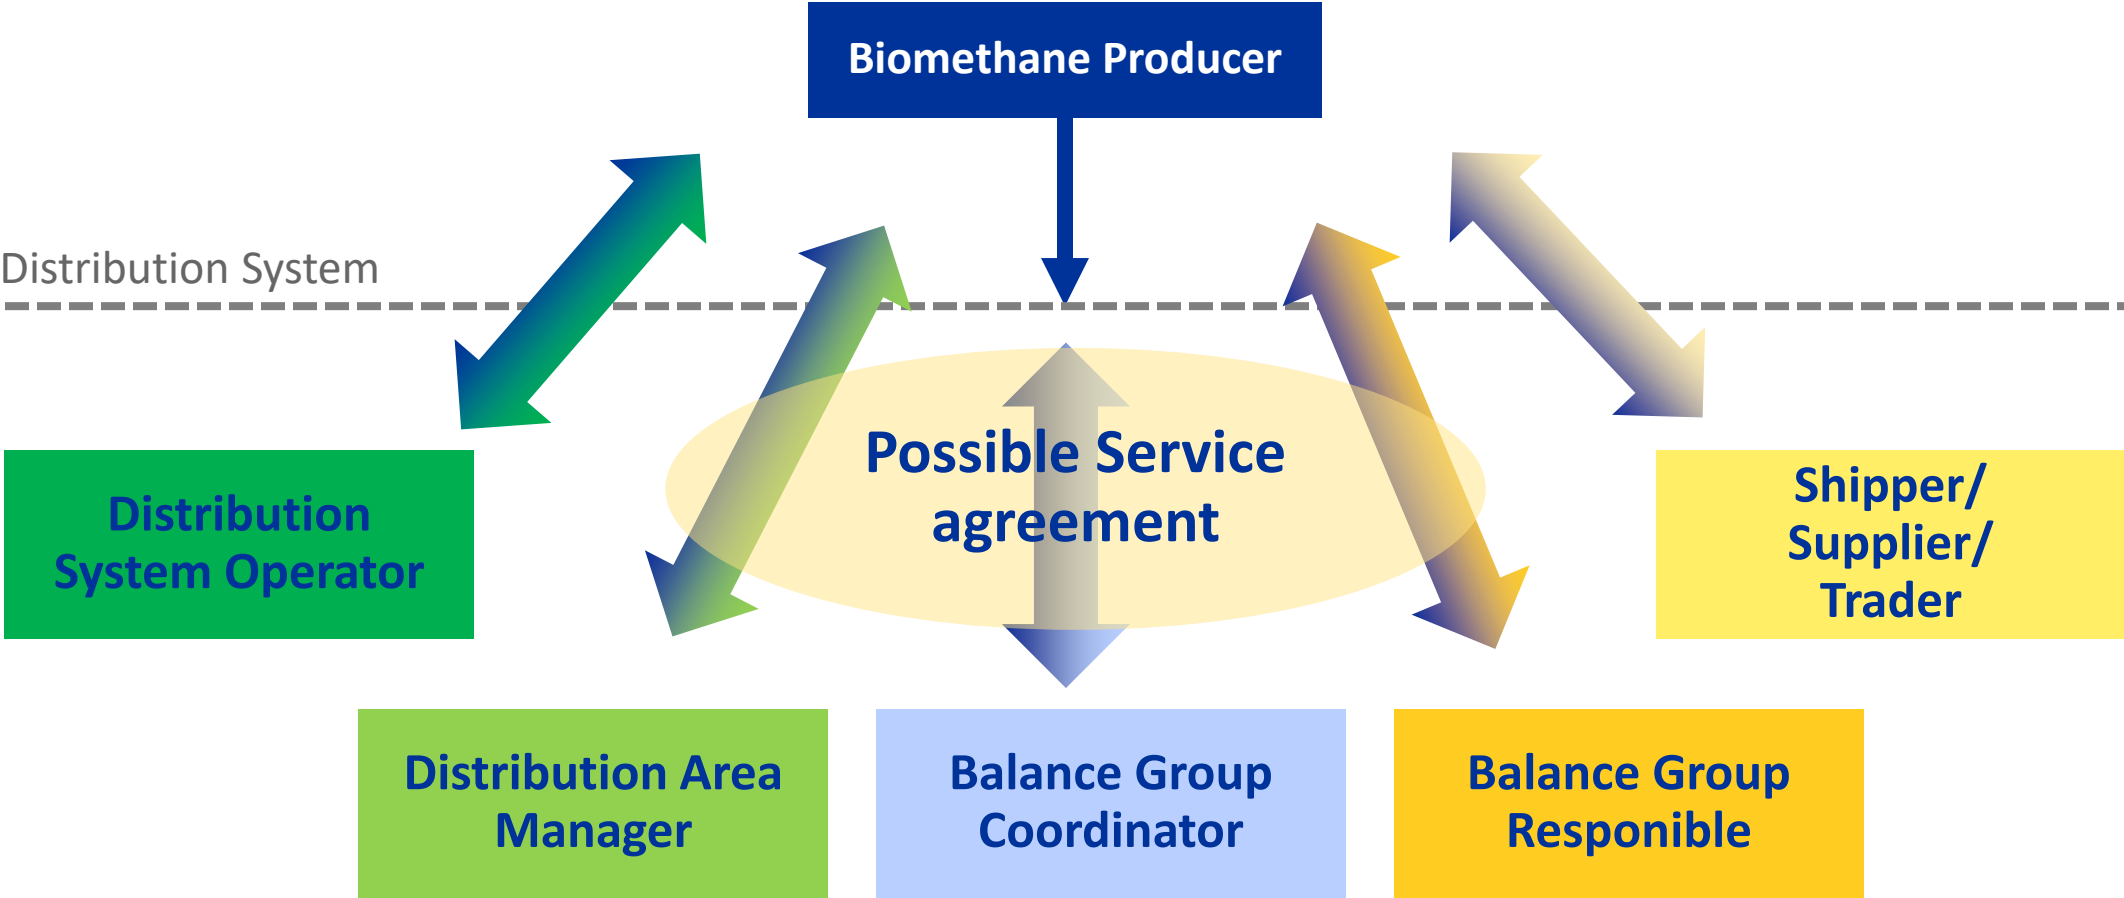 Biomethane Producer
Distribution System
Possible Service
agreement
Distribution
System Operator
Shipper/
Supplier/
Trader
Distribution Area
Manager
Balance Group
Coordinator
Balance Group
Responible